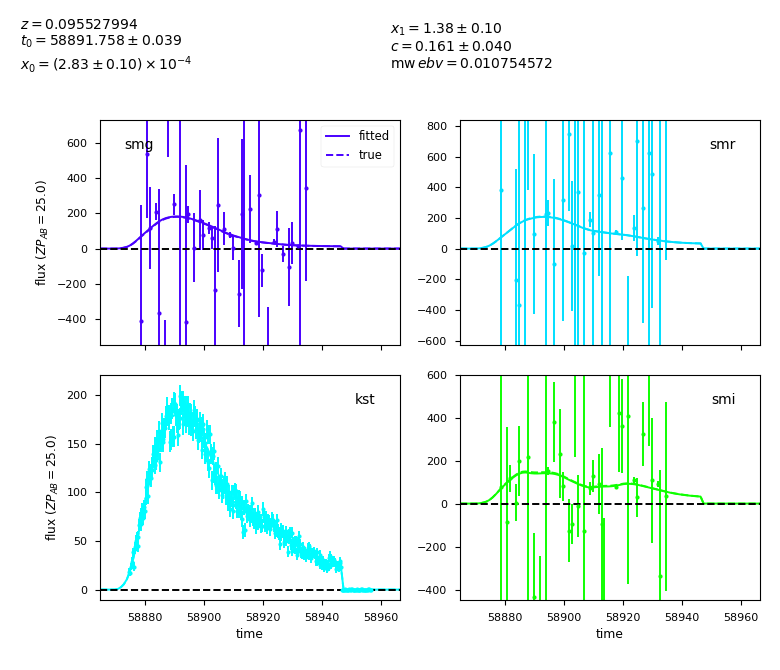 z = 0.095527994
t₀ = 58891.758 ± 0.039
x₀ = (2.83 ± 0.10) × 10⁻⁴
x₁ = 1.38 ± 0.10
c = 0.161 ± 0.040
mwebv = 0.010754572
smg
fitted
true
600
400
200
0
−200
−400
flux (ZP_AB = 25.0)
smr
800
600
400
200
0
−200
−400
−600
kst
200
150
100
50
0
flux (ZP_AB = 25.0)
58880 58900 58920 58940 58960
time
smi
600
400
200
0
−200
−400
58880 58900 58920 58940 58960
time